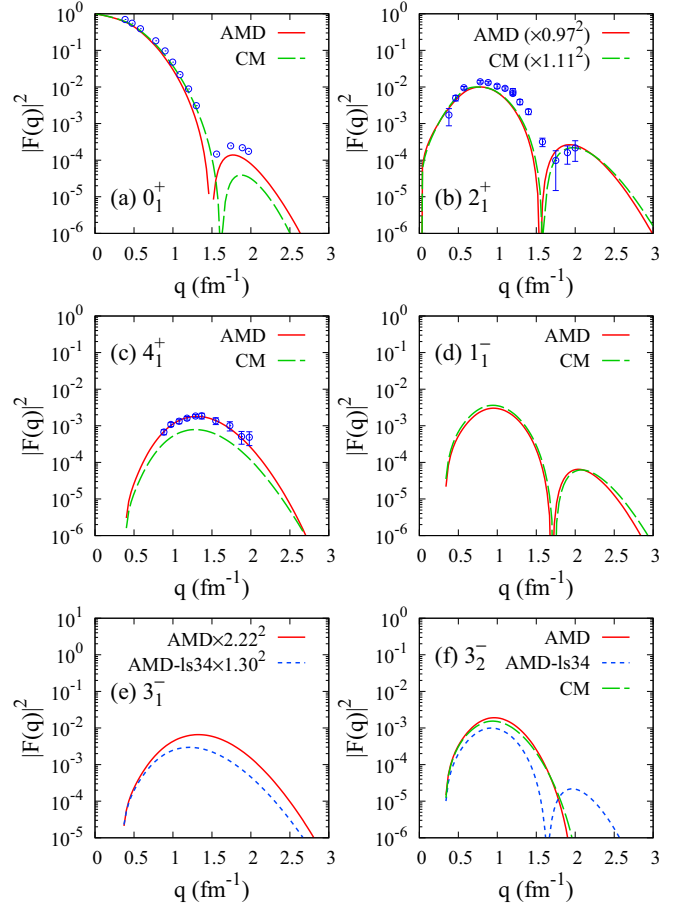 10^0
10^-1
10^-2
10^-3
10^-4
10^-5
10^-6
|F(q)|^2
AMD
CM
(a) 0_1^+
0 0.5 1 1.5 2 2.5 3
q (fm^-1)
10^0
10^-1
10^-2
10^-3
10^-4
10^-5
10^-6
|F(q)|^2
AMD (×0.97^2)
CM (×1.11^2)
(b) 2_1^+
0 0.5 1 1.5 2 2.5 3
q (fm^-1)
10^0
10^-1
10^-2
10^-3
10^-4
10^-5
10^-6
|F(q)|^2
AMD
(c) 4_1^+
CM
0 0.5 1 1.5 2 2.5 3
q (fm^-1)
10^0
10^-1
10^-2
10^-3
10^-4
10^-5
10^-6
|F(q)|^2
AMD
(d) 1_1^-
CM
0 0.5 1 1.5 2 2.5 3
q (fm^-1)
10^1
10^0
10^-1
10^-2
10^-3
10^-4
10^-5
|F(q)|^2
AMD×2.22^2
AMD-ls34×1.30^2
(e) 3_1^-
0 0.5 1 1.5 2 2.5 3
q (fm^-1)
10^0
10^-1
10^-2
10^-3
10^-4
10^-5
10^-6
|F(q)|^2
AMD
(f) 3_2^-
AMD-ls34
CM
0 0.5 1 1.5 2 2.5 3
q (fm^-1)